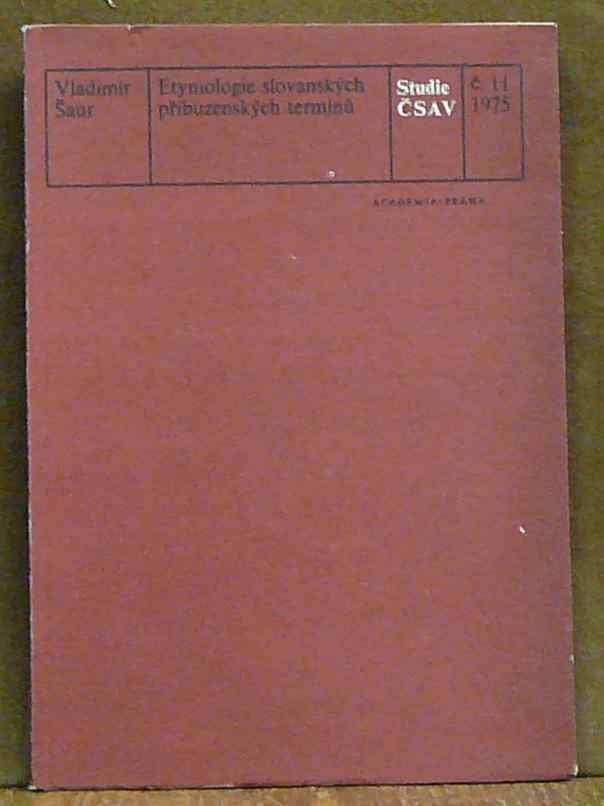 Vladimír
Šaur
Etymologie slovanských
příbuzenských termínů
Studie
ČSAV
č. 11
1975
ACADEMIA·PRAHA